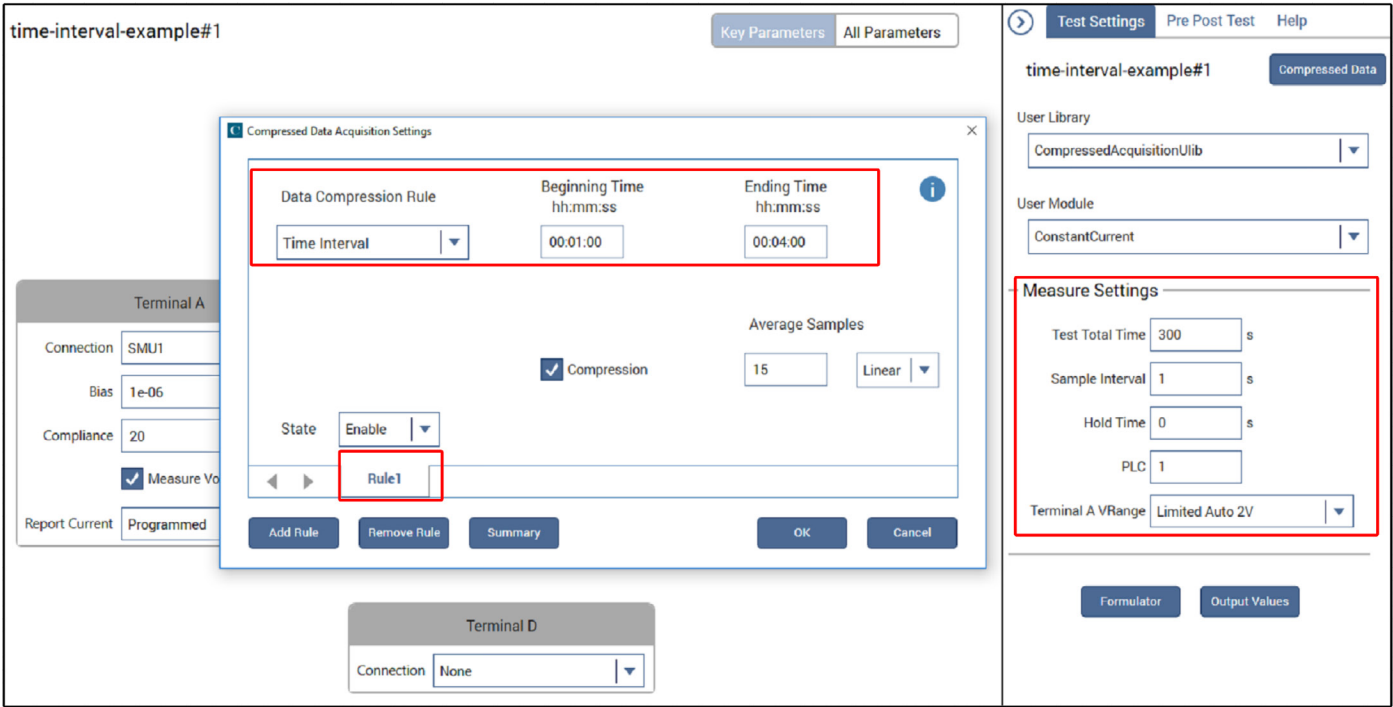 time-interval-example#1
Key Parameters All Parameters
Compressed Data Acquisition Settings
Data Compression Rule
Beginning Time
hh:mm:ss
Ending Time
hh:mm:ss
i
Time Interval
00:01:00
00:04:00
Average Samples
Compression
15
Linear
State
Enable
Rule1
Add Rule
Remove Rule
Summary
OK
Cancel
Terminal A
Connection SMU1
Bias 1e-06
Compliance 20
Measure Vo
Report Current Programmed
Terminal D
Connection None
Test Settings Pre Post Test Help
time-interval-example#1
Compressed Data
User Library
CompressedAcquisitionUlib
User Module
ConstantCurrent
Measure Settings
Test Total Time 300 s
Sample Interval 1 s
Hold Time 0 s
PLC 1
Terminal A VRange Limited Auto 2V
Formulator
Output Values